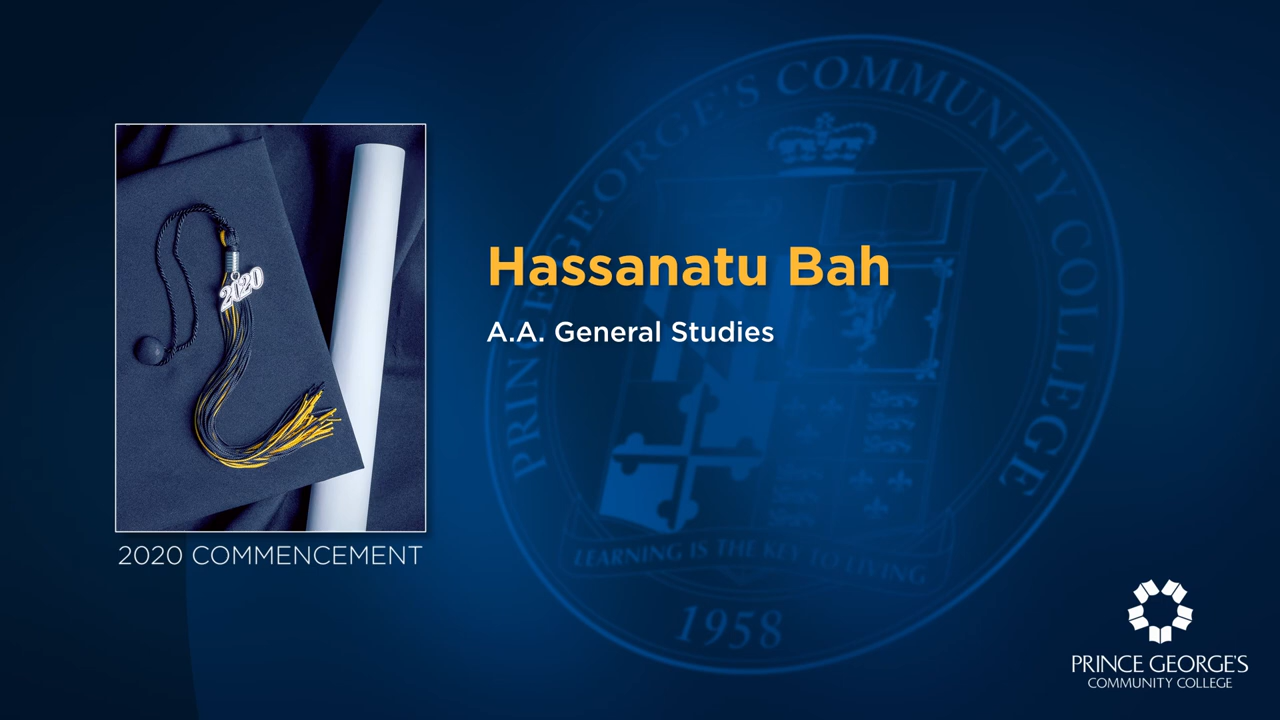 PRINCE GEORGE'S COMMUNITY COLLEGE
2020
Hassanatu Bah
A.A. General Studies
LEARNING IS THE KEY TO LIVING
2020 COMMENCEMENT
1958
PRINCE GEORGE'S
COMMUNITY COLLEGE